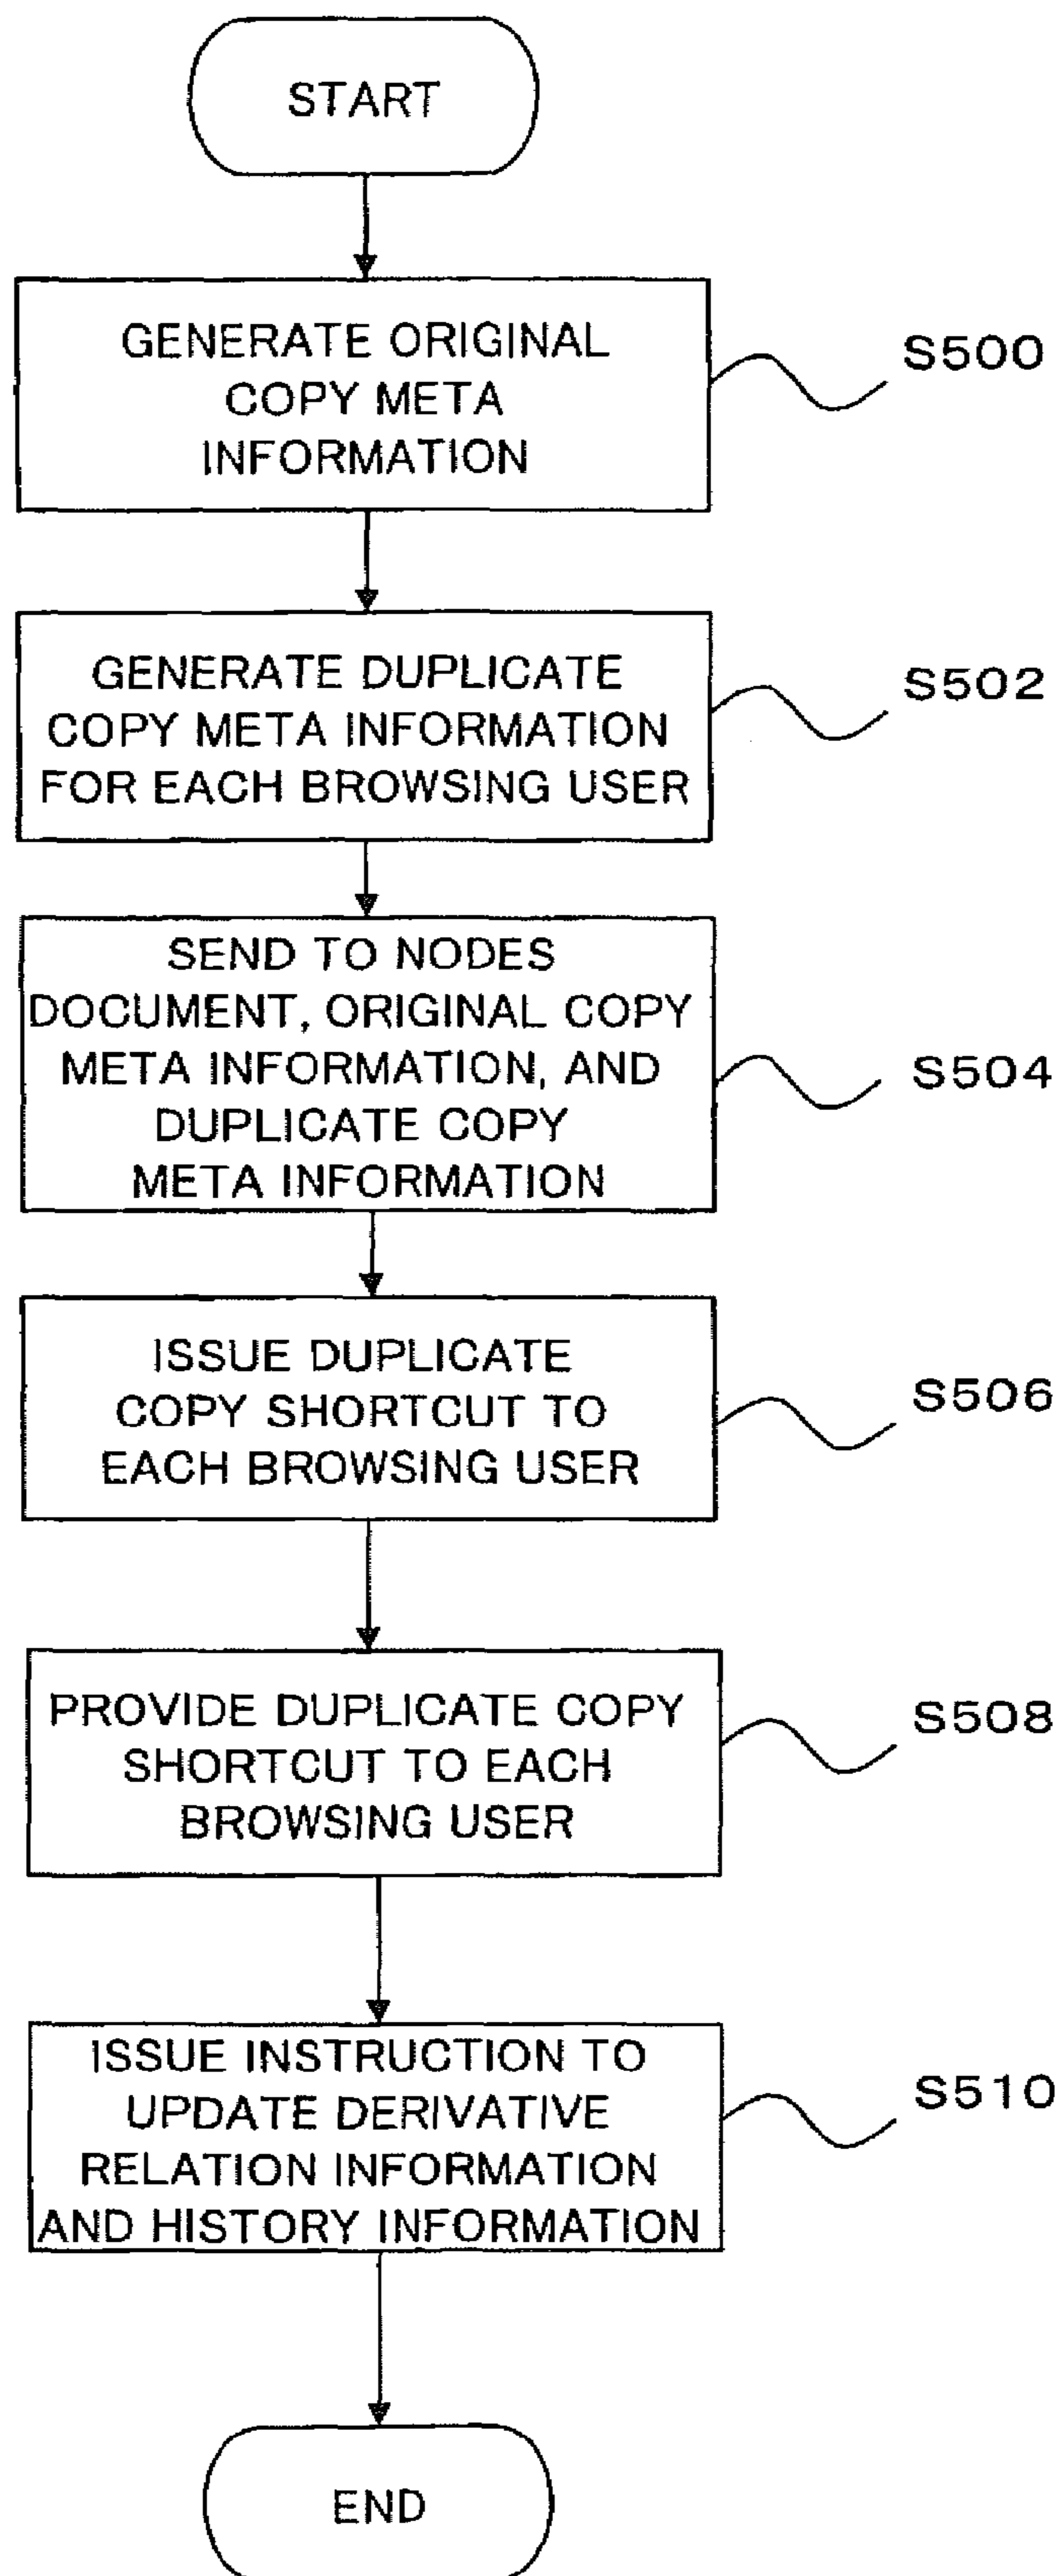 START
GENERATE ORIGINAL
COPY META
INFORMATION
S500
GENERATE DUPLICATE
COPY META INFORMATION
FOR EACH BROWSING USER
S502
SEND TO NODES
DOCUMENT, ORIGINAL COPY
META INFORMATION, AND
DUPLICATE COPY
META INFORMATION
S504
ISSUE DUPLICATE
COPY SHORTCUT TO
EACH BROWSING USER
S506
PROVIDE DUPLICATE COPY
SHORTCUT TO EACH
BROWSING USER
S508
ISSUE INSTRUCTION TO
UPDATE DERIVATIVE
RELATION INFORMATION
AND HISTORY INFORMATION
S510
END